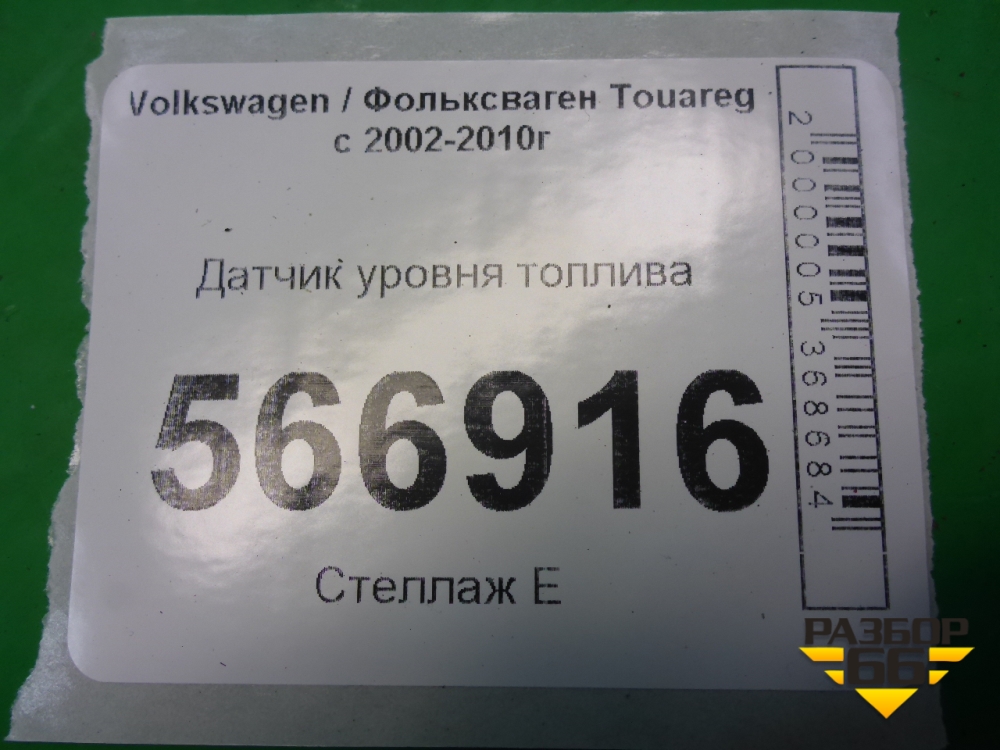 Volkswagen / Фольксваген Touareg
с 2002-2010г
Датчик уровня топлива
566916
Стеллаж Е
2000005368684
РАЗБОР
66